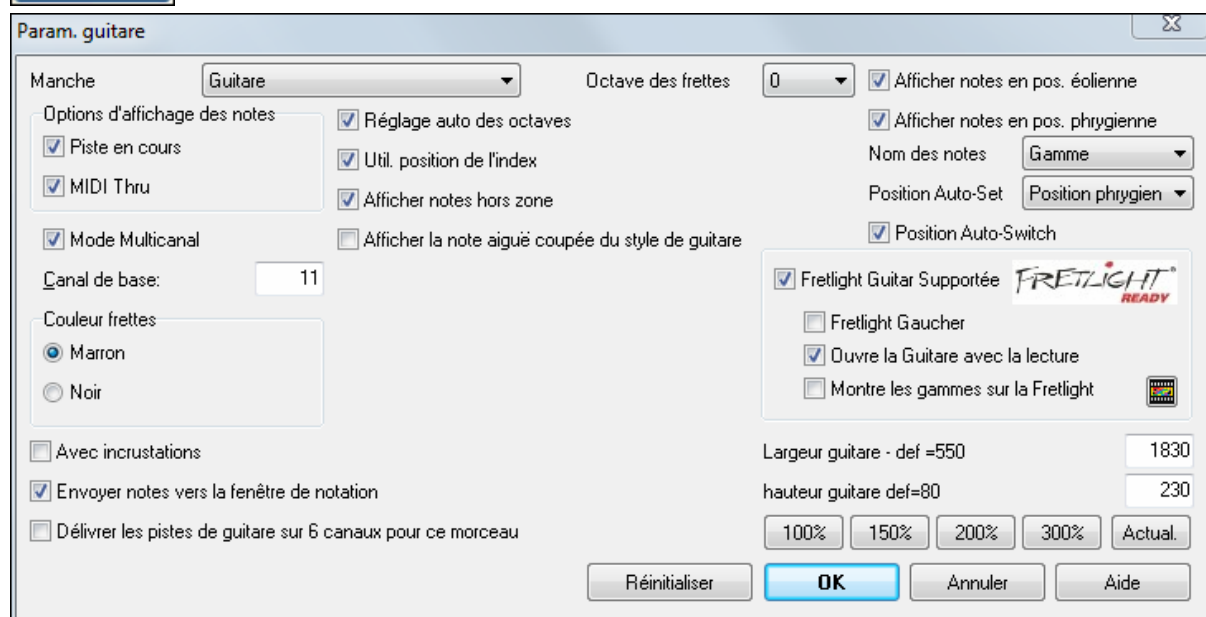 Param. guitare
Manche Guitare Octave des frettes 0 Afficher notes en pos. éolienne
Options d'affichage des notes
Réglage auto des octaves
Afficher notes en pos. phrygienne
Piste en cours
Util. position de l'index
Nom des notes Gamme
MIDI Thru
Afficher notes hors zone
Position Auto-Set Position phrygien
Mode Multicanal
Afficher la note aiguë coupée du style de guitare
Position Auto-Switch
Canal de base: 11
Fretlight Guitar Supportée FRETLIGHT® READY
Couleur frettes
Fretlight Gaucher
Marron
Ouvre la Guitare avec la lecture
Noir
Montre les gammes sur la Fretlight
Avec incrustations
Largeur guitare - def =550 1830
Envoyer notes vers la fenêtre de notation
hauteur guitare def=80 230
Délivrer les pistes de guitare sur 6 canaux pour ce morceau
100% 150% 200% 300% Actual.
Réinitialiser OK Annuler Aide